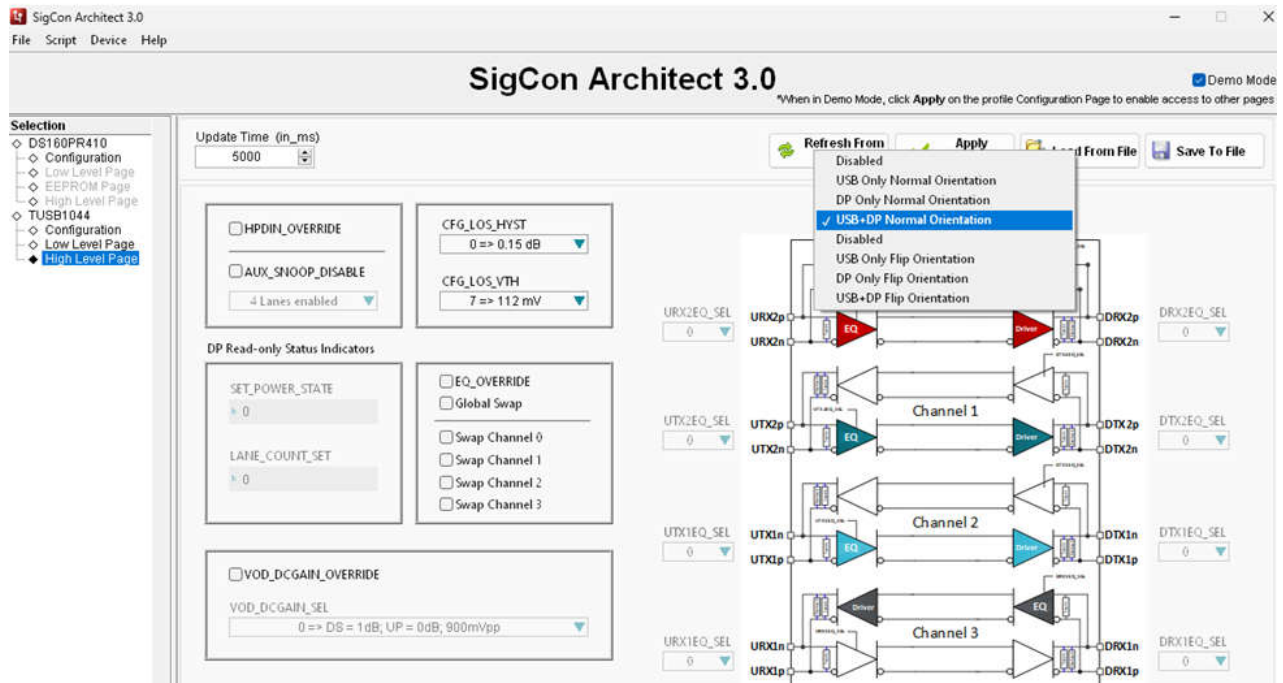 SigCon Architect 3.0
File Script Device Help
SigCon Architect 3.0
Demo Mode
*When in Demo Mode, click Apply on the profile Configuration Page to enable access to other pages
Selection
DS160PR410
Configuration
Low Level Page
EEPROM Page
High Level Page
TUSB1044
Configuration
Low Level Page
High Level Page
Update Time (in_ms)
5000
Refresh From
Apply
From File
Save To File
Disabled
USB Only Normal Orientation
DP Only Normal Orientation
✓ USB+DP Normal Orientation
Disabled
USB Only Flip Orientation
DP Only Flip Orientation
USB+DP Flip Orientation
HPDIN_OVERRIDE
AUX_SNOOP_DISABLE
4 Lanes enabled
CFG_LOS_HYST
0 => 0.15 dB
CFG_LOS_VTH
7 => 112 mV
DP Read-only Status Indicators
SET_POWER_STATE
0
LANE_COUNT_SET
0
EQ_OVERRIDE
Global Swap
Swap Channel 0
Swap Channel 1
Swap Channel 2
Swap Channel 3
VOD_DCGAIN_OVERRIDE
VOD_DCGAIN_SEL
0 => DS = 1dB; UP = 0dB; 900mVpp
URX2EQ_SEL
0
URX2p
URX2n
EQ
Driver
DRX2p
DRX2n
DRX2EQ_SEL
0
Channel 1
UTX2EQ_SEL
0
UTX2p
UTX2n
EQ
Driver
DTX2p
DTX2n
DTX2EQ_SEL
0
Channel 2
UTX1EQ_SEL
0
UTX1n
UTX1p
EQ
Driver
DTX1n
DTX1p
DTX1EQ_SEL
0
Driver
EQ
Channel 3
URX1EQ_SEL
0
URX1n
URX1p
DRX1n
DRX1p
DRX1EQ_SEL
0